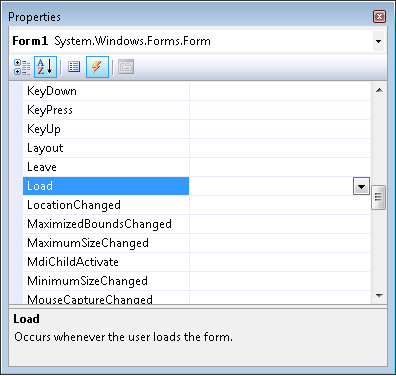 Properties
Form1 System.Windows.Forms.Form
A
Z
KeyDown
KeyPress
KeyUp
Layout
Leave
Load
LocationChanged
MaximizedBoundsChanged
MaximumSizeChanged
MdiChildActivate
MinimumSizeChanged
MouseCaptureChanged
Load
Occurs whenever the user loads the form.